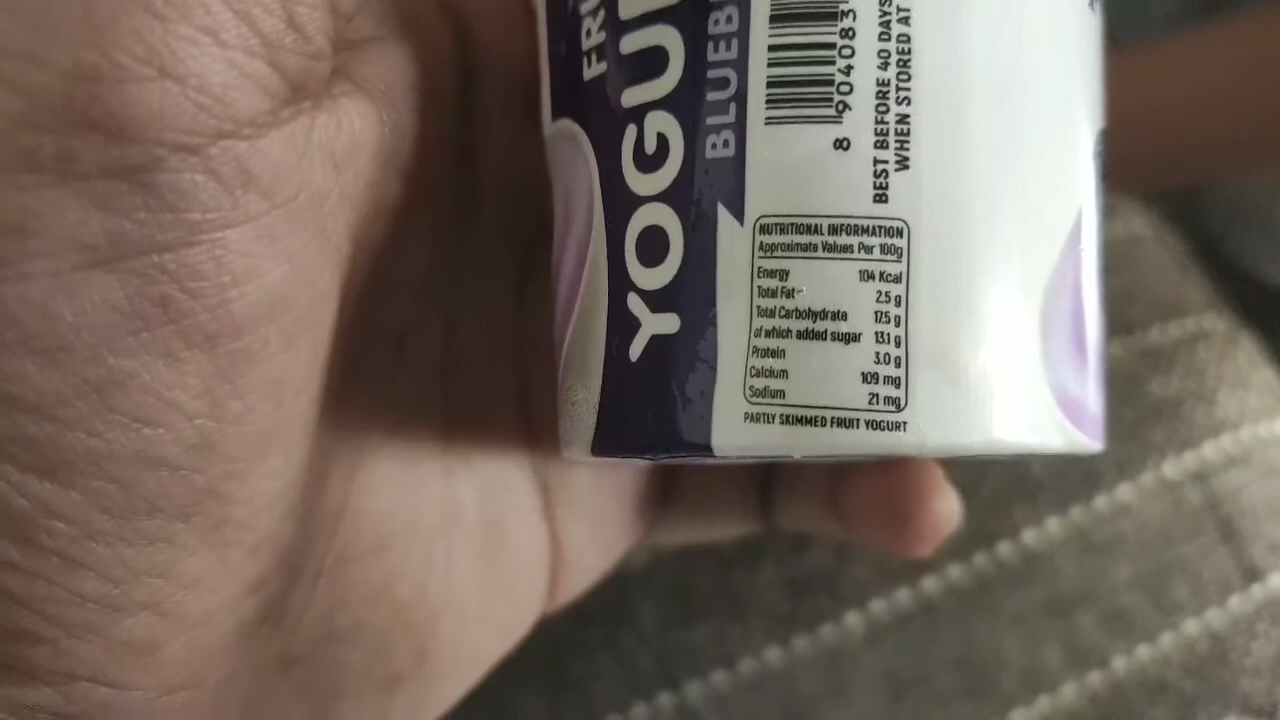 YOGU
8 904083
BEST BEFORE 40 DAYS
WHEN STORED AT
NUTRITIONAL INFORMATION
Approximate Values Per 100g
Energy 104 Kcal
Total Fat 2.5 g
Total Carbohydrate 17.5 g
of which added sugar 13.1 g
Protein 3.0 g
Calcium 109 mg
Sodium 21 mg
PARTLY SKIMMED FRUIT YOGURT